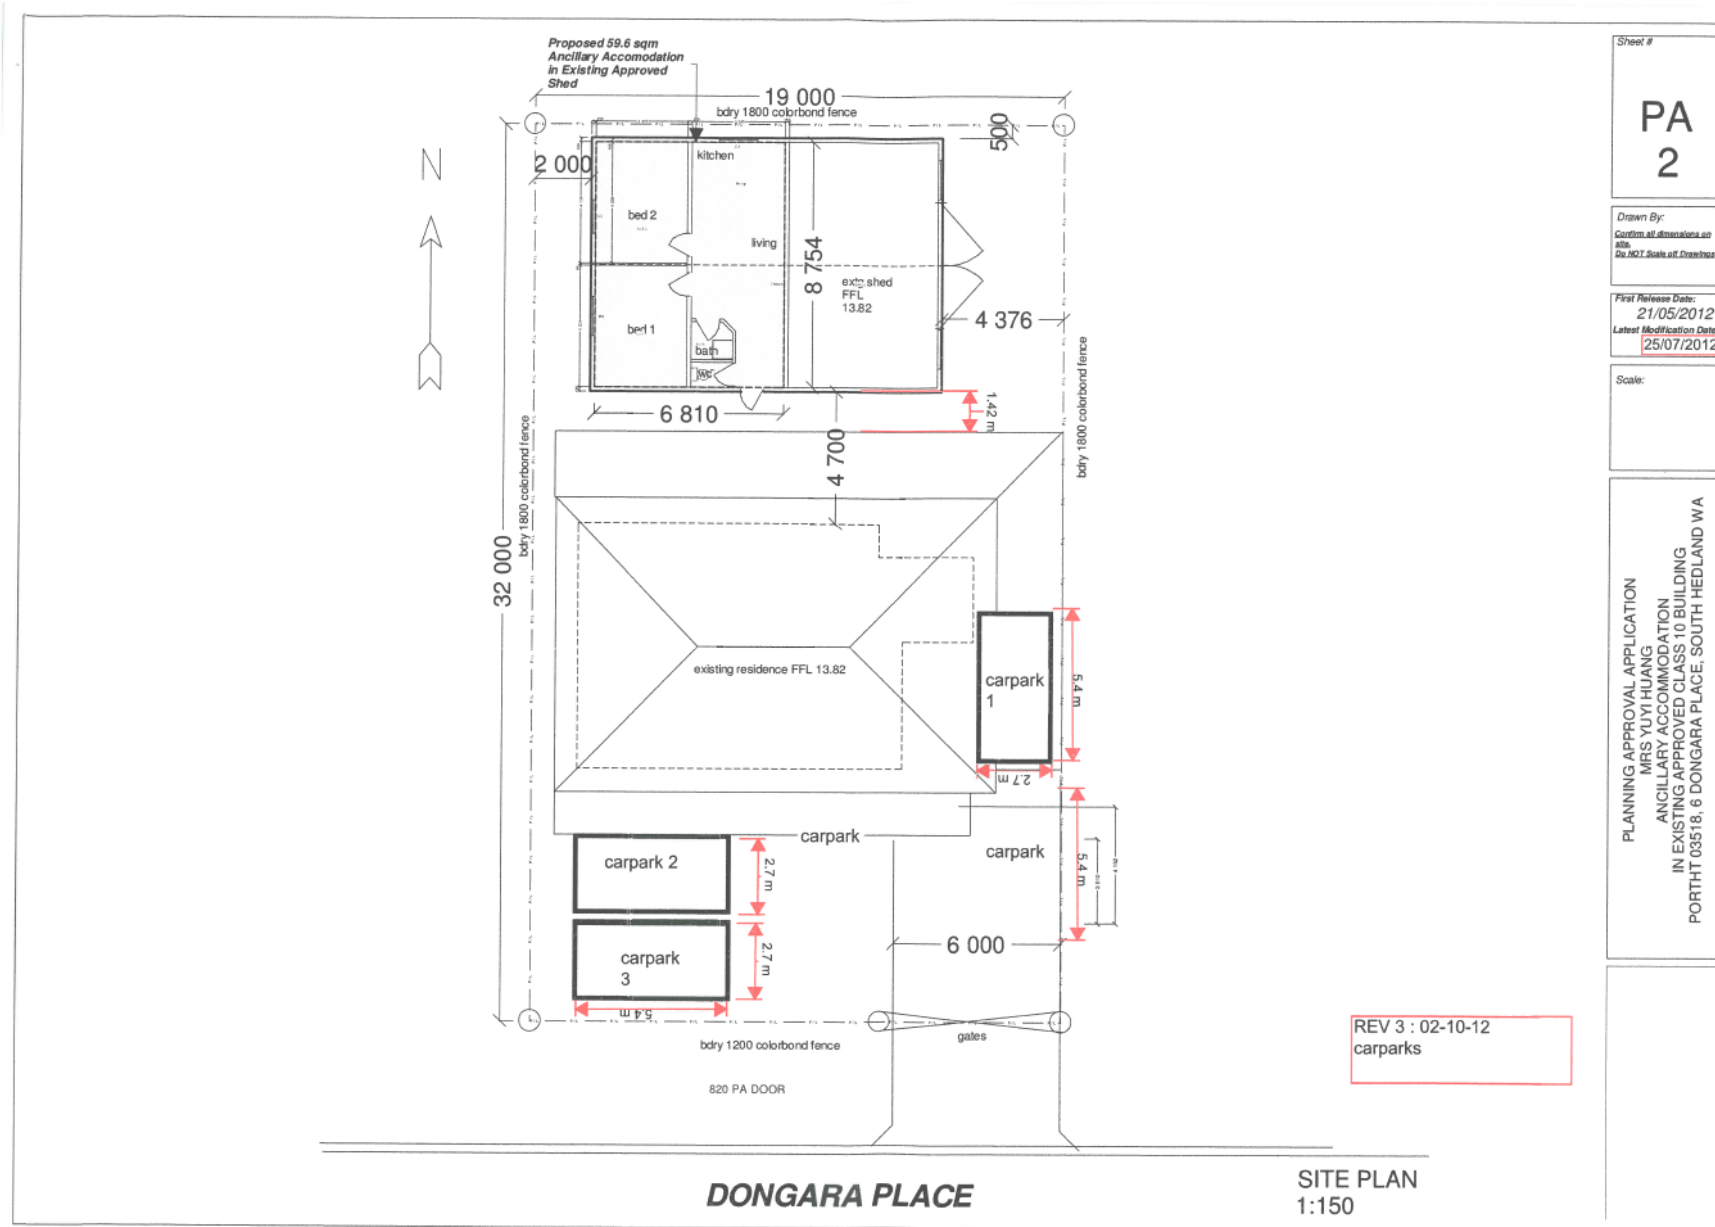 Proposed 59.6 sqm
Ancillary Accomodation
in Existing Approved
Shed
19 000
bdry 1800 colorbond fence
500
N
2 000
kitchen
bed 2
living
8 754
extg shed
FFL
13.82
bed 1
bath
wc
4 376
6 810
1.42 m
4 700
bdry 1800 colorbond fence
bdry 1800 colorbond fence
32 000
existing residence FFL 13.82
carpark
1
5.4 m
2.7 m
carpark
carpark
5.4 m
carpark 2
2.7 m
carpark
3
2.7 m
5.4 m
6 000
gates
bdry 1200 colorbond fence
820 PA DOOR
DONGARA PLACE
SITE PLAN
1:150
REV 3 : 02-10-12
carparks
Sheet #
PA
2
Drawn By:
Confirm all dimensions on
site.
Do NOT Scale off Drawings
First Release Date:
21/05/2012
Latest Modification Date
25/07/2012
Scale:
PLANNING APPROVAL APPLICATION
MRS YUYI HUANG
ANCILLARY ACCOMMODATION
IN EXISTING APPROVED CLASS 10 BUILDING
PORTHT 03518, 6 DONGARA PLACE, SOUTH HEDLAND WA